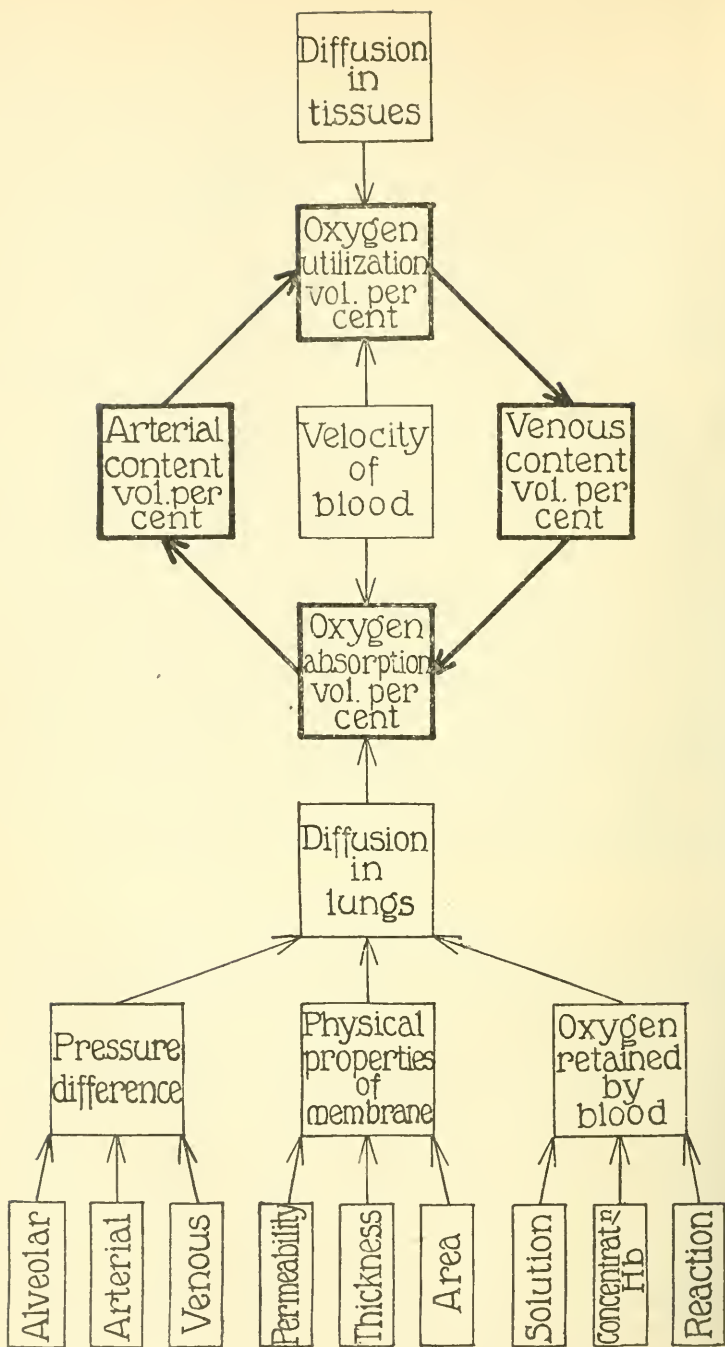 Diffusion
in
tissues
Oxygen
utilization
vol. per
cent
Arterial
content
vol. per
cent
Velocity
of
blood
Venous
content
vol. per
cent
Oxygen
absorption
vol. per
cent
Diffusion
in
lungs
Pressure
difference
Physical
properties
of
membrane
Oxygen
retained
by
blood
Alveolar
Arterial
Venous
Permeability
Thickness
Area
Solution
Concentratn
Hb
Reaction